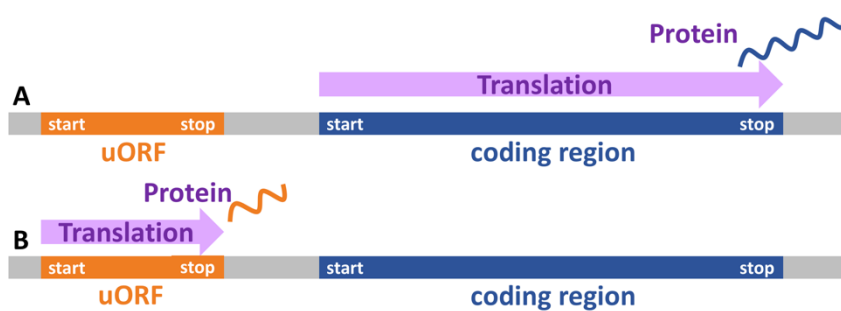 Protein
Translation
A
start stop start stop
uORF coding region
Protein
Translation
B
start stop start stop
uORF coding region